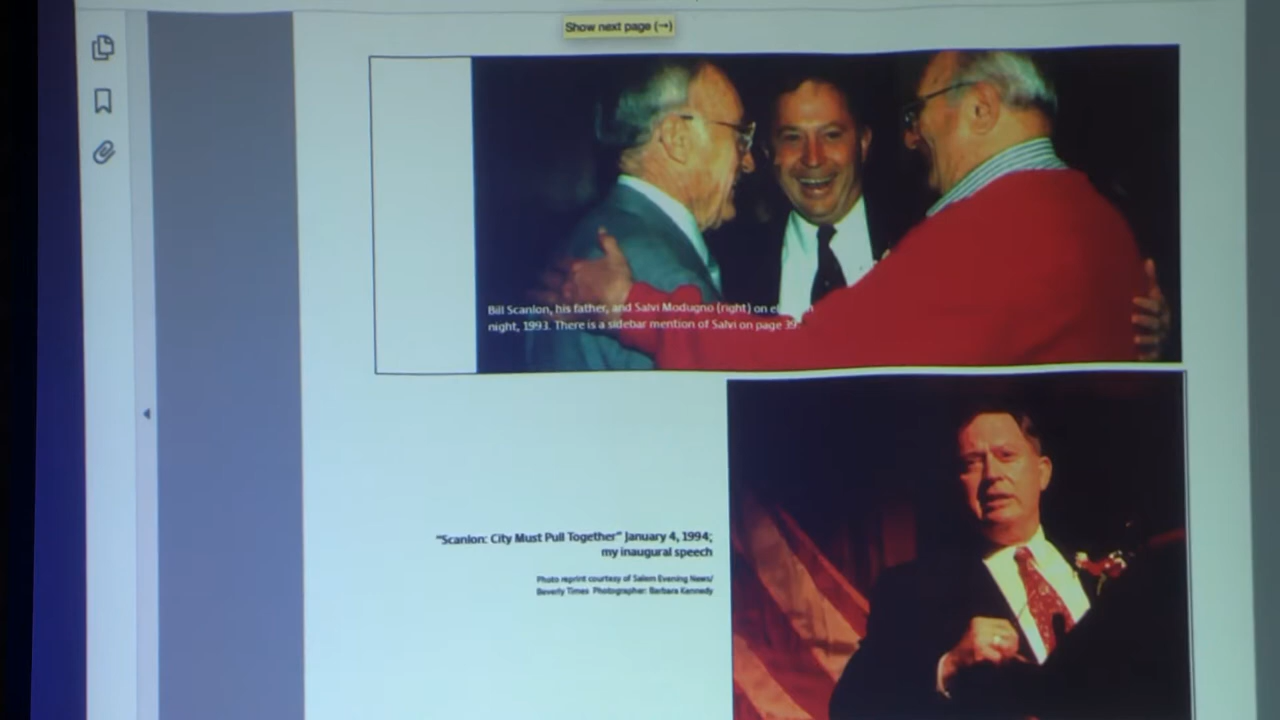 Show next page (→)
Bill Scanlon, his father, and Salvi Modugno (right) on
night, 1993. There is a sidebar mention of Salvi on page 39.
"Scanlon: City Must Pull Together" January 4, 1994;
my inaugural speech
Photo reprint courtesy of Salem Evening News/
Beverly Times Photographer: Barbara Kennedy